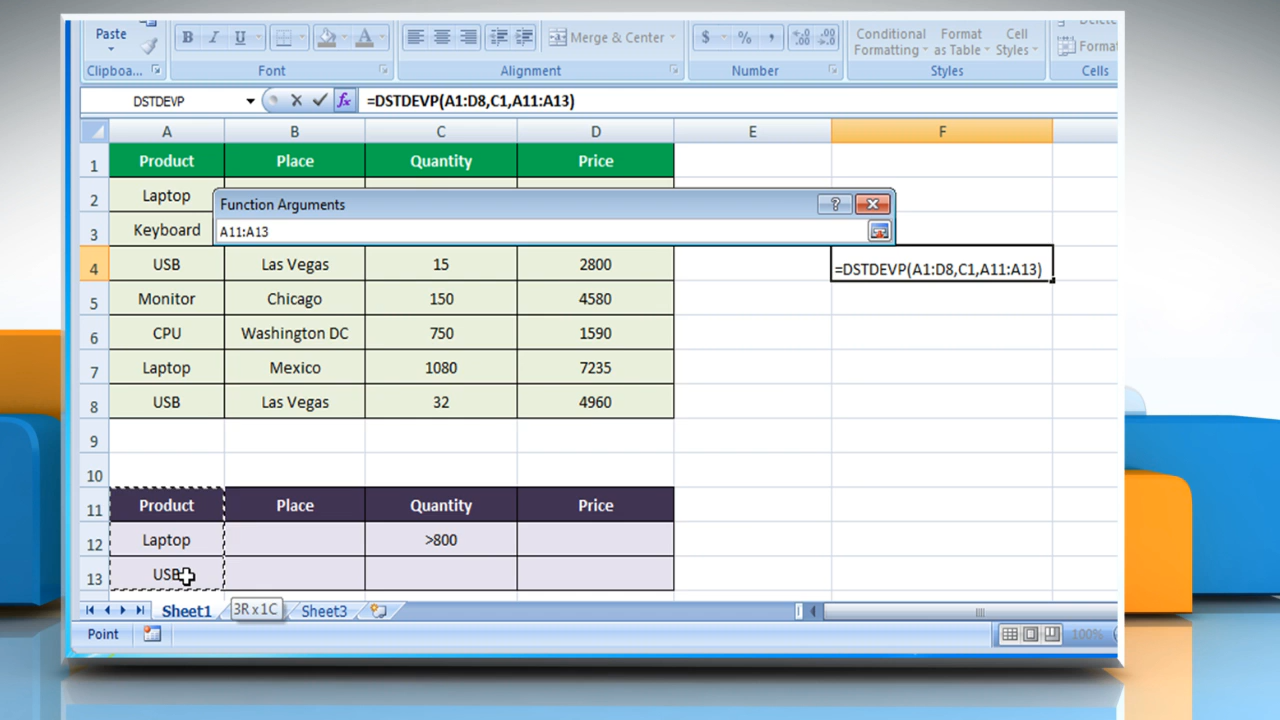 Paste
B I U A
Merge & Center
$ % ,
Conditional Formatting
Format as Table
Cell Styles
Format
Clipboa...
Font
Alignment
Number
Styles
Cells
DSTDEVP
fx
=DSTDEVP(A1:D8,C1,A11:A13)
A B C D E F
1 Product Place Quantity Price
2 Laptop
Function Arguments ?
3 Keyboard
A11:A13
4 USB Las Vegas 15 2800 =DSTDEVP(A1:D8,C1,A11:A13)
5 Monitor Chicago 150 4580
6 CPU Washington DC 750 1590
7 Laptop Mexico 1080 7235
8 USB Las Vegas 32 4960
9
10
11 Product Place Quantity Price
12 Laptop >800
13 USB
Sheet1 3R x 1C Sheet3
Point 100%